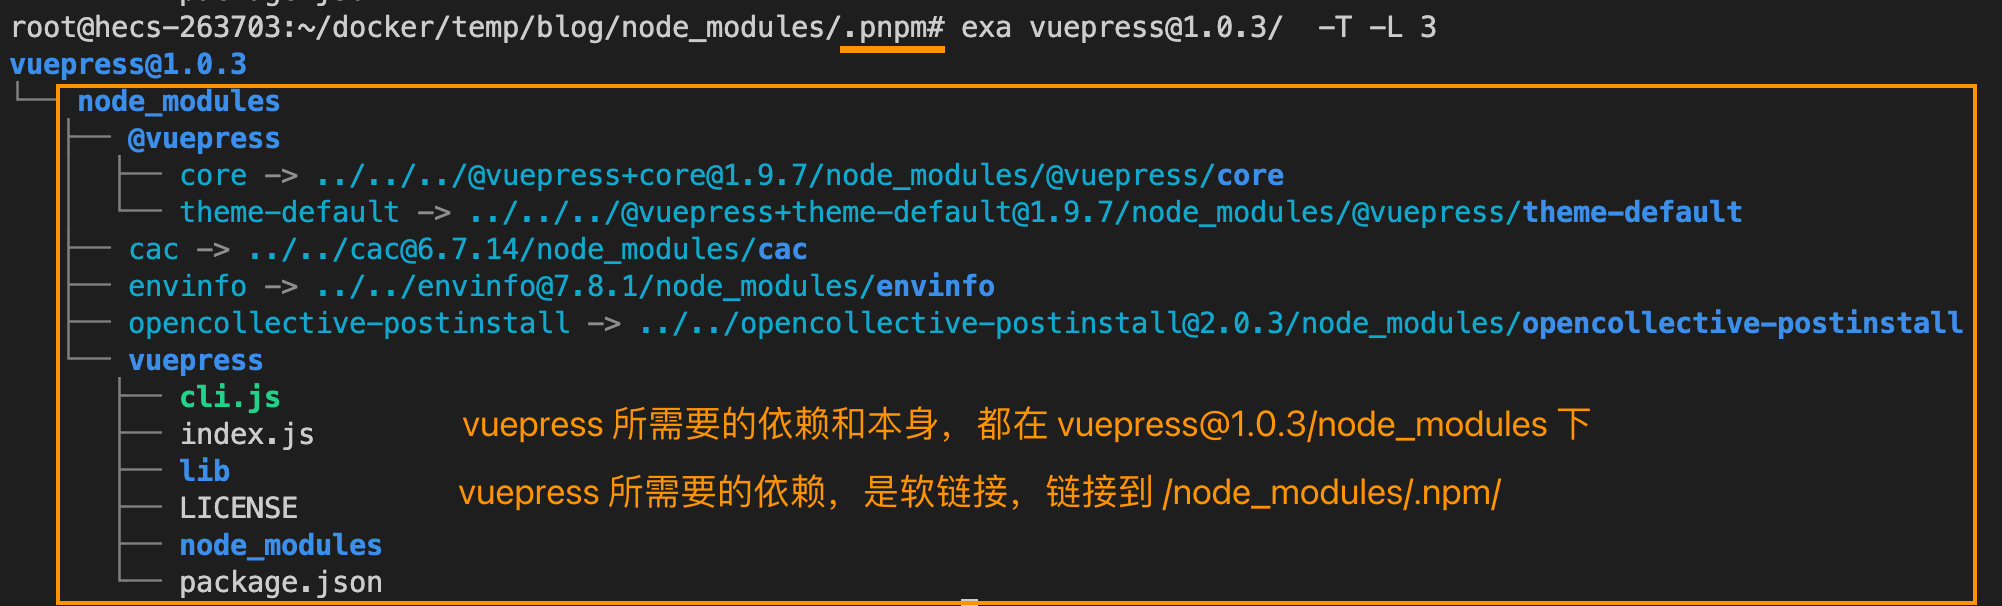 root@hecs-263703:~/docker/temp/blog/node_modules/.pnpm# exa vuepress@1.0.3/  -T -L 3
vuepress@1.0.3
└── node_modules
├── @vuepress
│  ├── core -> ../../../@vuepress+core@1.9.7/node_modules/@vuepress/core
│  └── theme-default -> ../../../@vuepress+theme-default@1.9.7/node_modules/@vuepress/theme-default
├── cac -> ../../cac@6.7.14/node_modules/cac
├── envinfo -> ../../envinfo@7.8.1/node_modules/envinfo
├── opencollective-postinstall -> ../../opencollective-postinstall@2.0.3/node_modules/opencollective-postinstall
└── vuepress
├── cli.js
├── index.js
vuepress 所需要的依赖和本身，都在 vuepress@1.0.3/node_modules 下
├── lib
vuepress 所需要的依赖，是软链接，链接到 /node_modules/.npm/
├── LICENSE
├── node_modules
└── package.json